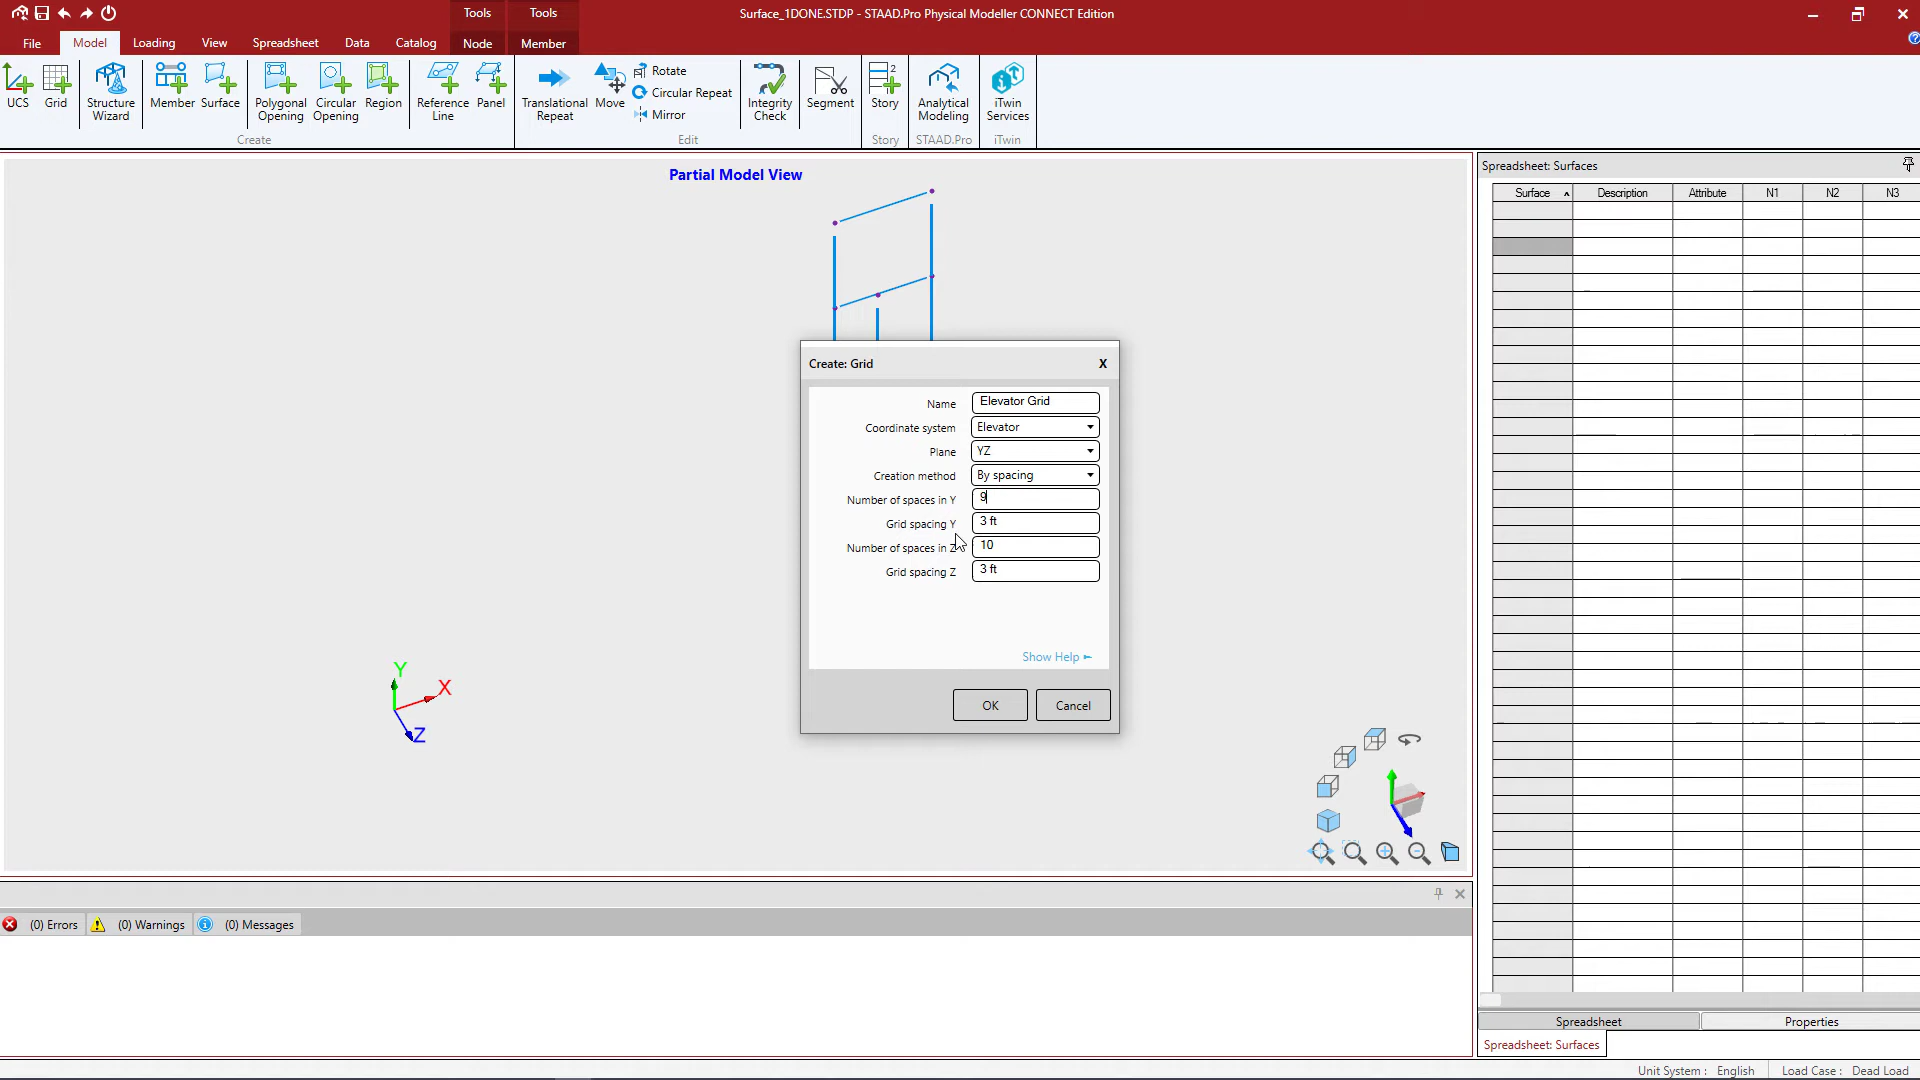 Tools
Tools
Surface_1DONE.STDP - STAAD.Pro Physical Modeller CONNECT Edition
File
Model
Loading
View
Spreadsheet
Data
Catalog
Node
Member
UCS
Grid
Structure
Wizard
Member
Surface
Polygonal
Opening
Circular
Opening
Region
Reference
Line
Panel
Translational
Repeat
Move
Rotate
Circular Repeat
Mirror
Integrity
Check
Segment
2
Story
Analytical
Modeling
iTwin
Services
Create
Edit
Story
STAAD.Pro
iTwin
Partial Model View
Create: Grid
X
Name
Elevator Grid
Coordinate system
Elevator
Plane
YZ
Creation method
By spacing
Number of spaces in Y
9
Grid spacing Y
3 ft
Number of spaces in Z
10
Grid spacing Z
3 ft
Show Help
OK
Cancel
Y
X
Z
Spreadsheet: Surfaces
Surface
Description
Attribute
N1
N2
N3
(0) Errors
(0) Warnings
(0) Messages
Spreadsheet
Properties
Spreadsheet: Surfaces
Unit System : English
Load Case : Dead Load